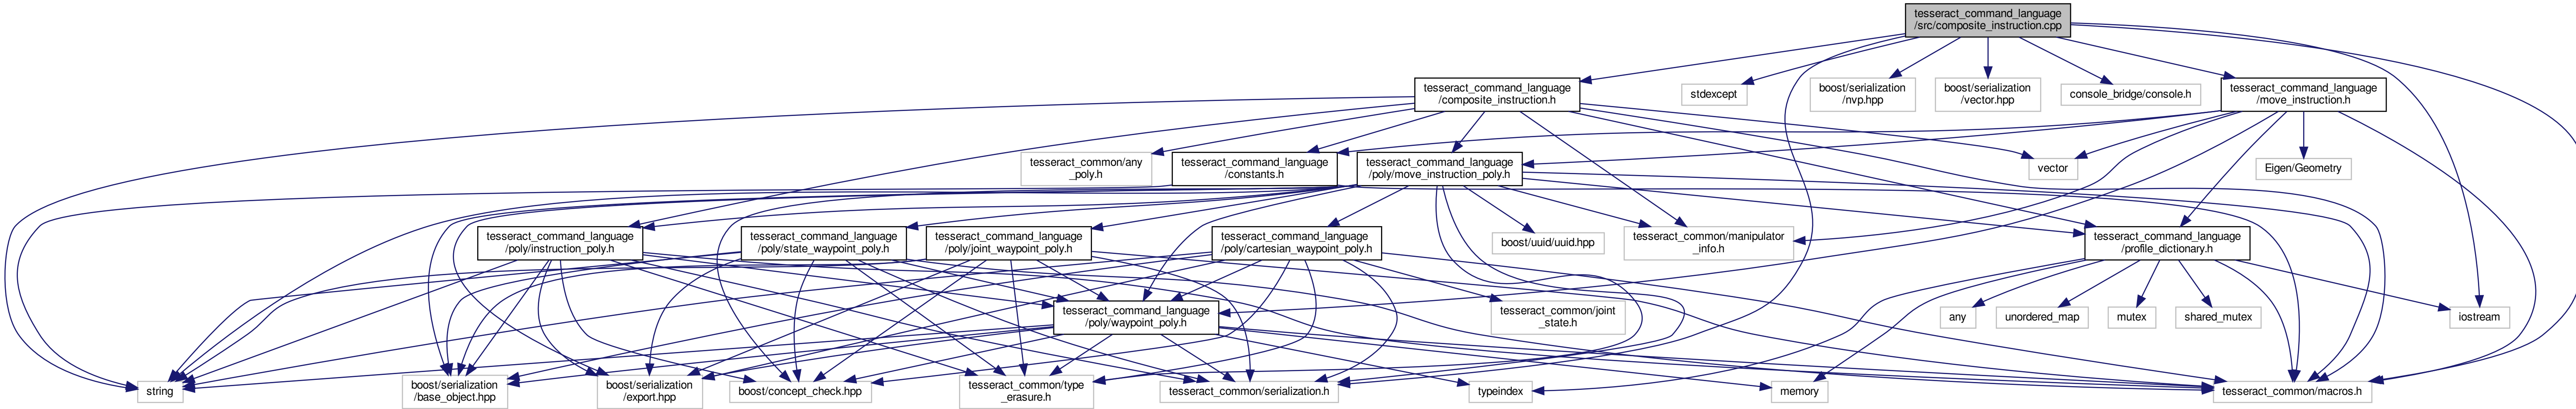 tesseract_command_language
/src/composite_instruction.cpp
tesseract_command_language
/composite_instruction.h
stdexcept
boost/serialization
/nvp.hpp
boost/serialization
/vector.hpp
console_bridge/console.h
tesseract_command_language
/move_instruction.h
tesseract_common/any
_poly.h
tesseract_command_language
/constants.h
tesseract_command_language
/poly/move_instruction_poly.h
vector
Eigen/Geometry
tesseract_command_language
/poly/instruction_poly.h
tesseract_command_language
/poly/state_waypoint_poly.h
tesseract_command_language
/poly/joint_waypoint_poly.h
tesseract_command_language
/poly/cartesian_waypoint_poly.h
boost/uuid/uuid.hpp
tesseract_common/manipulator
_info.h
tesseract_command_language
/profile_dictionary.h
tesseract_command_language
/poly/waypoint_poly.h
tesseract_common/joint
_state.h
any
unordered_map
mutex
shared_mutex
iostream
string
boost/serialization
/base_object.hpp
boost/serialization
/export.hpp
boost/concept_check.hpp
tesseract_common/type
_erasure.h
tesseract_common/serialization.h
typeindex
memory
tesseract_common/macros.h